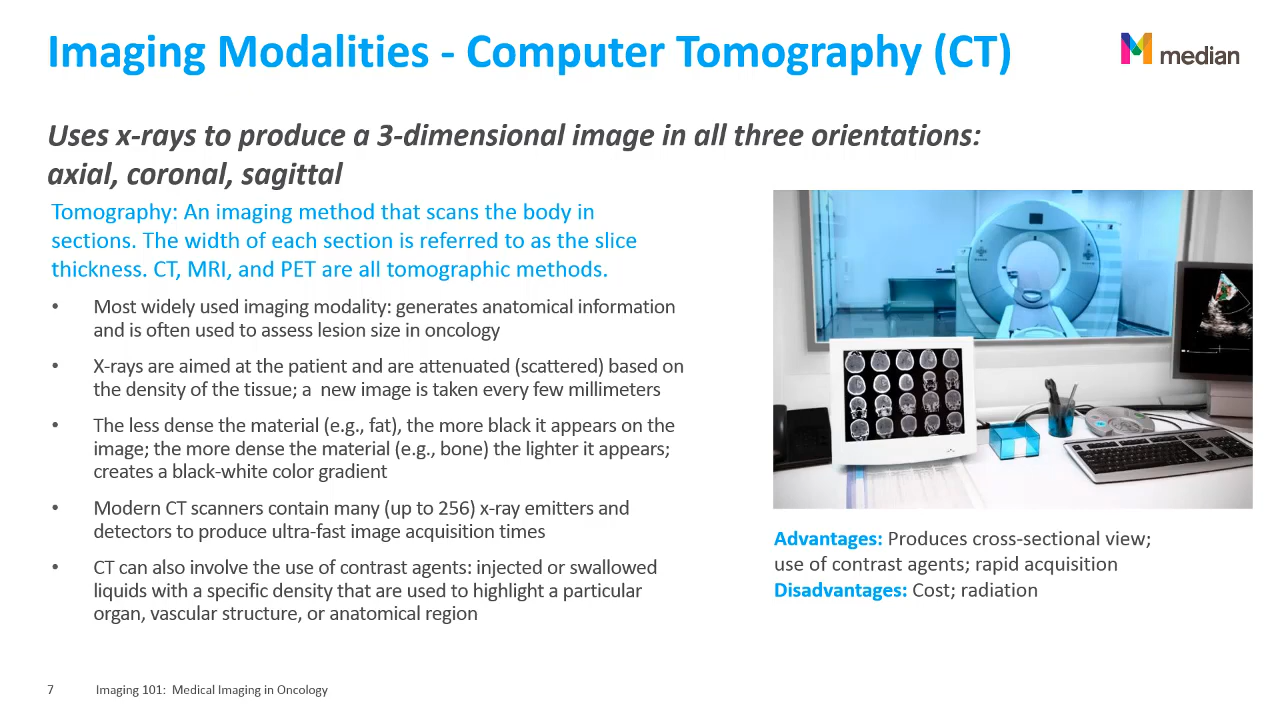 Imaging Modalities - Computer Tomography (CT)
median
Uses x-rays to produce a 3-dimensional image in all three orientations:
axial, coronal, sagittal
Tomography: An imaging method that scans the body in
sections. The width of each section is referred to as the slice
thickness. CT, MRI, and PET are all tomographic methods.
• Most widely used imaging modality: generates anatomical information
and is often used to assess lesion size in oncology
• X-rays are aimed at the patient and are attenuated (scattered) based on
the density of the tissue; a  new image is taken every few millimeters
• The less dense the material (e.g., fat), the more black it appears on the
image; the more dense the material (e.g., bone) the lighter it appears;
creates a black-white color gradient
• Modern CT scanners contain many (up to 256) x-ray emitters and
detectors to produce ultra-fast image acquisition times
• CT can also involve the use of contrast agents: injected or swallowed
liquids with a specific density that are used to highlight a particular
organ, vascular structure, or anatomical region
Advantages: Produces cross-sectional view;
use of contrast agents; rapid acquisition
Disadvantages: Cost; radiation
7 Imaging 101:  Medical Imaging in Oncology